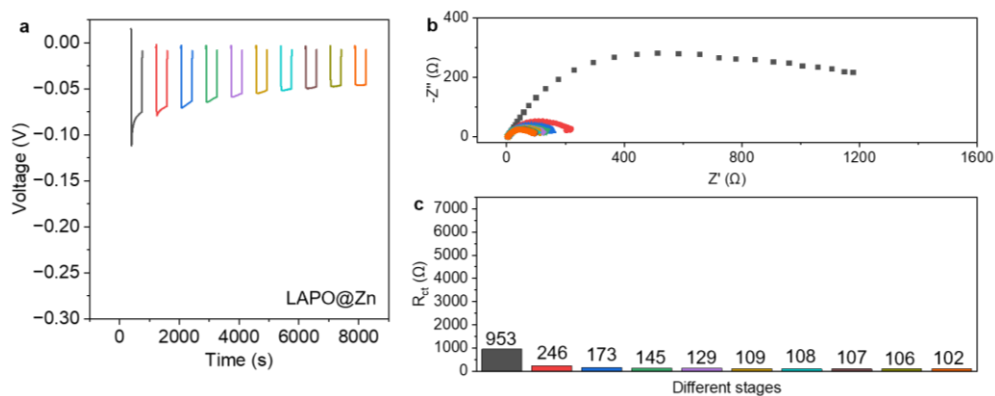 a
0.00
−0.05
−0.10
−0.15
−0.20
−0.25
−0.30
Voltage (V)
LAPO@Zn
0 2000 4000 6000 8000
Time (s)
b
400
200
0
-Z'' (Ω)
0 400 800 1200 1600
Z' (Ω)
c
7000
6000
5000
4000
3000
2000
1000
0
Rct (Ω)
953 246 173 145 129 109 108 107 106 102
Different stages